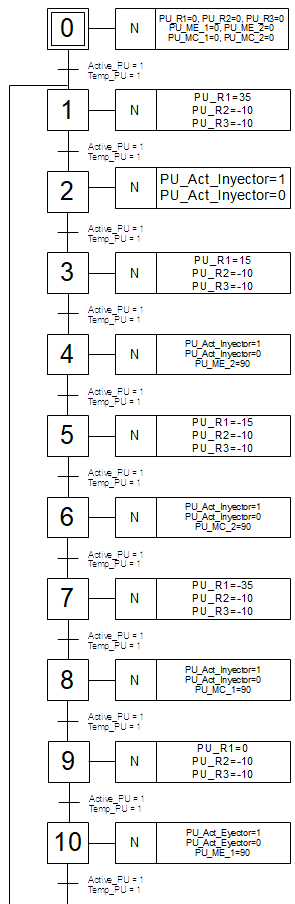 0
N
PU_R1=0, PU_R2=0, PU_R3=0
PU_ME_1=0, PU_ME_2=0
PU_MC_1=0, PU_MC_2=0
Active_PU = 1
Temp_PU = 1
1
N
PU_R1=35
PU_R2=-10
PU_R3=-10
Active_PU = 1
Temp_PU = 1
2
N
PU_Act_Inyector=1
PU_Act_Inyector=0
Active_PU = 1
Temp_PU = 1
3
N
PU_R1=15
PU_R2=-10
PU_R3=-10
Active_PU = 1
Temp_PU = 1
4
N
PU_Act_Inyector=1
PU_Act_Inyector=0
PU_ME_2=90
Active_PU = 1
Temp_PU = 1
5
N
PU_R1=-15
PU_R2=-10
PU_R3=-10
Active_PU = 1
Temp_PU = 1
6
N
PU_Act_Inyector=1
PU_Act_Inyector=0
PU_MC_2=90
Active_PU = 1
Temp_PU = 1
7
N
PU_R1=-35
PU_R2=-10
PU_R3=-10
Active_PU = 1
Temp_PU = 1
8
N
PU_Act_Inyector=1
PU_Act_Inyector=0
PU_MC_1=90
Active_PU = 1
Temp_PU = 1
9
N
PU_R1=0
PU_R2=-10
PU_R3=-10
Active_PU = 1
Temp_PU = 1
10
N
PU_Act_Eyector=1
PU_Act_Eyector=0
PU_ME_1=90
Active_PU = 1
Temp_PU = 1